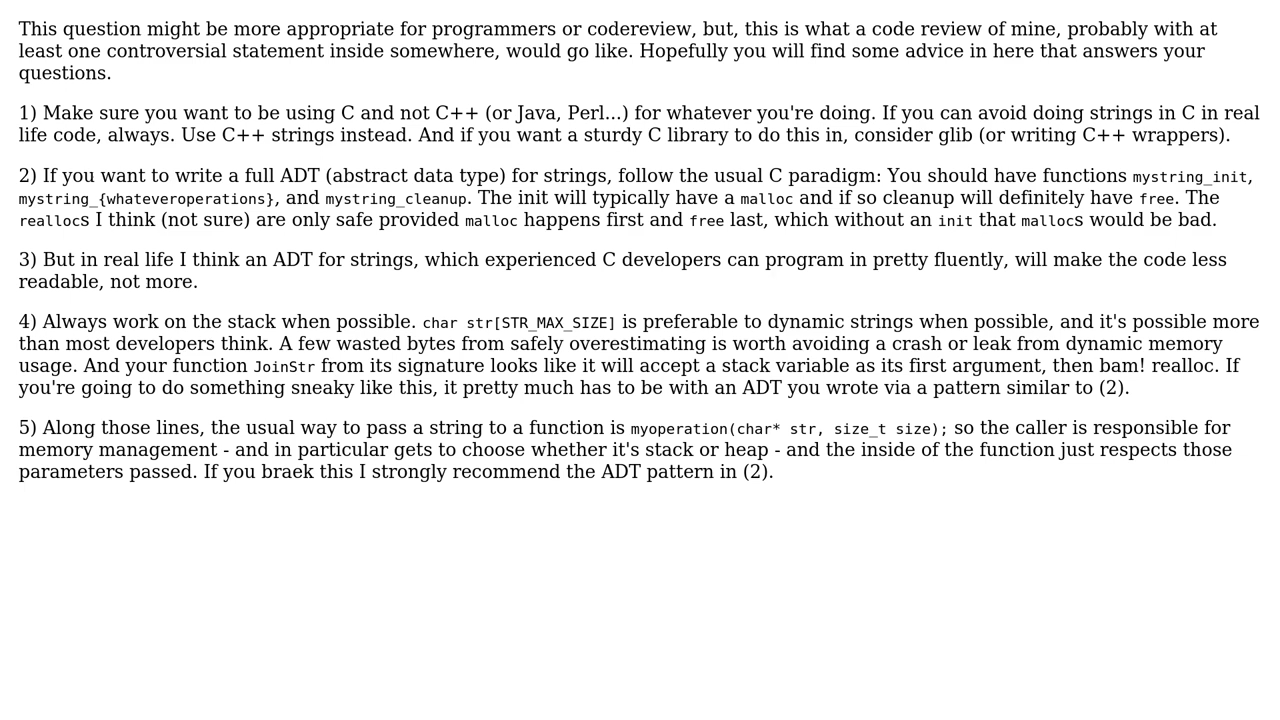 This question might be more appropriate for programmers or codereview, but, this is what a code review of mine, probably with at
least one controversial statement inside somewhere, would go like. Hopefully you will find some advice in here that answers your
questions.
1) Make sure you want to be using C and not C++ (or Java, Perl...) for whatever you're doing. If you can avoid doing strings in C in real
life code, always. Use C++ strings instead. And if you want a sturdy C library to do this in, consider glib (or writing C++ wrappers).
2) If you want to write a full ADT (abstract data type) for strings, follow the usual C paradigm: You should have functions mystring_init,
mystring_{whateveroperations}, and mystring_cleanup. The init will typically have a malloc and if so cleanup will definitely have free. The
reallocs I think (not sure) are only safe provided malloc happens first and free last, which without an init that mallocs would be bad.
3) But in real life I think an ADT for strings, which experienced C developers can program in pretty fluently, will make the code less
readable, not more.
4) Always work on the stack when possible. char str[STR_MAX_SIZE] is preferable to dynamic strings when possible, and it's possible more
than most developers think. A few wasted bytes from safely overestimating is worth avoiding a crash or leak from dynamic memory
usage. And your function JoinStr from its signature looks like it will accept a stack variable as its first argument, then bam! realloc. If
you're going to do something sneaky like this, it pretty much has to be with an ADT you wrote via a pattern similar to (2).
5) Along those lines, the usual way to pass a string to a function is myoperation(char* str, size_t size); so the caller is responsible for
memory management - and in particular gets to choose whether it's stack or heap - and the inside of the function just respects those
parameters passed. If you braek this I strongly recommend the ADT pattern in (2).